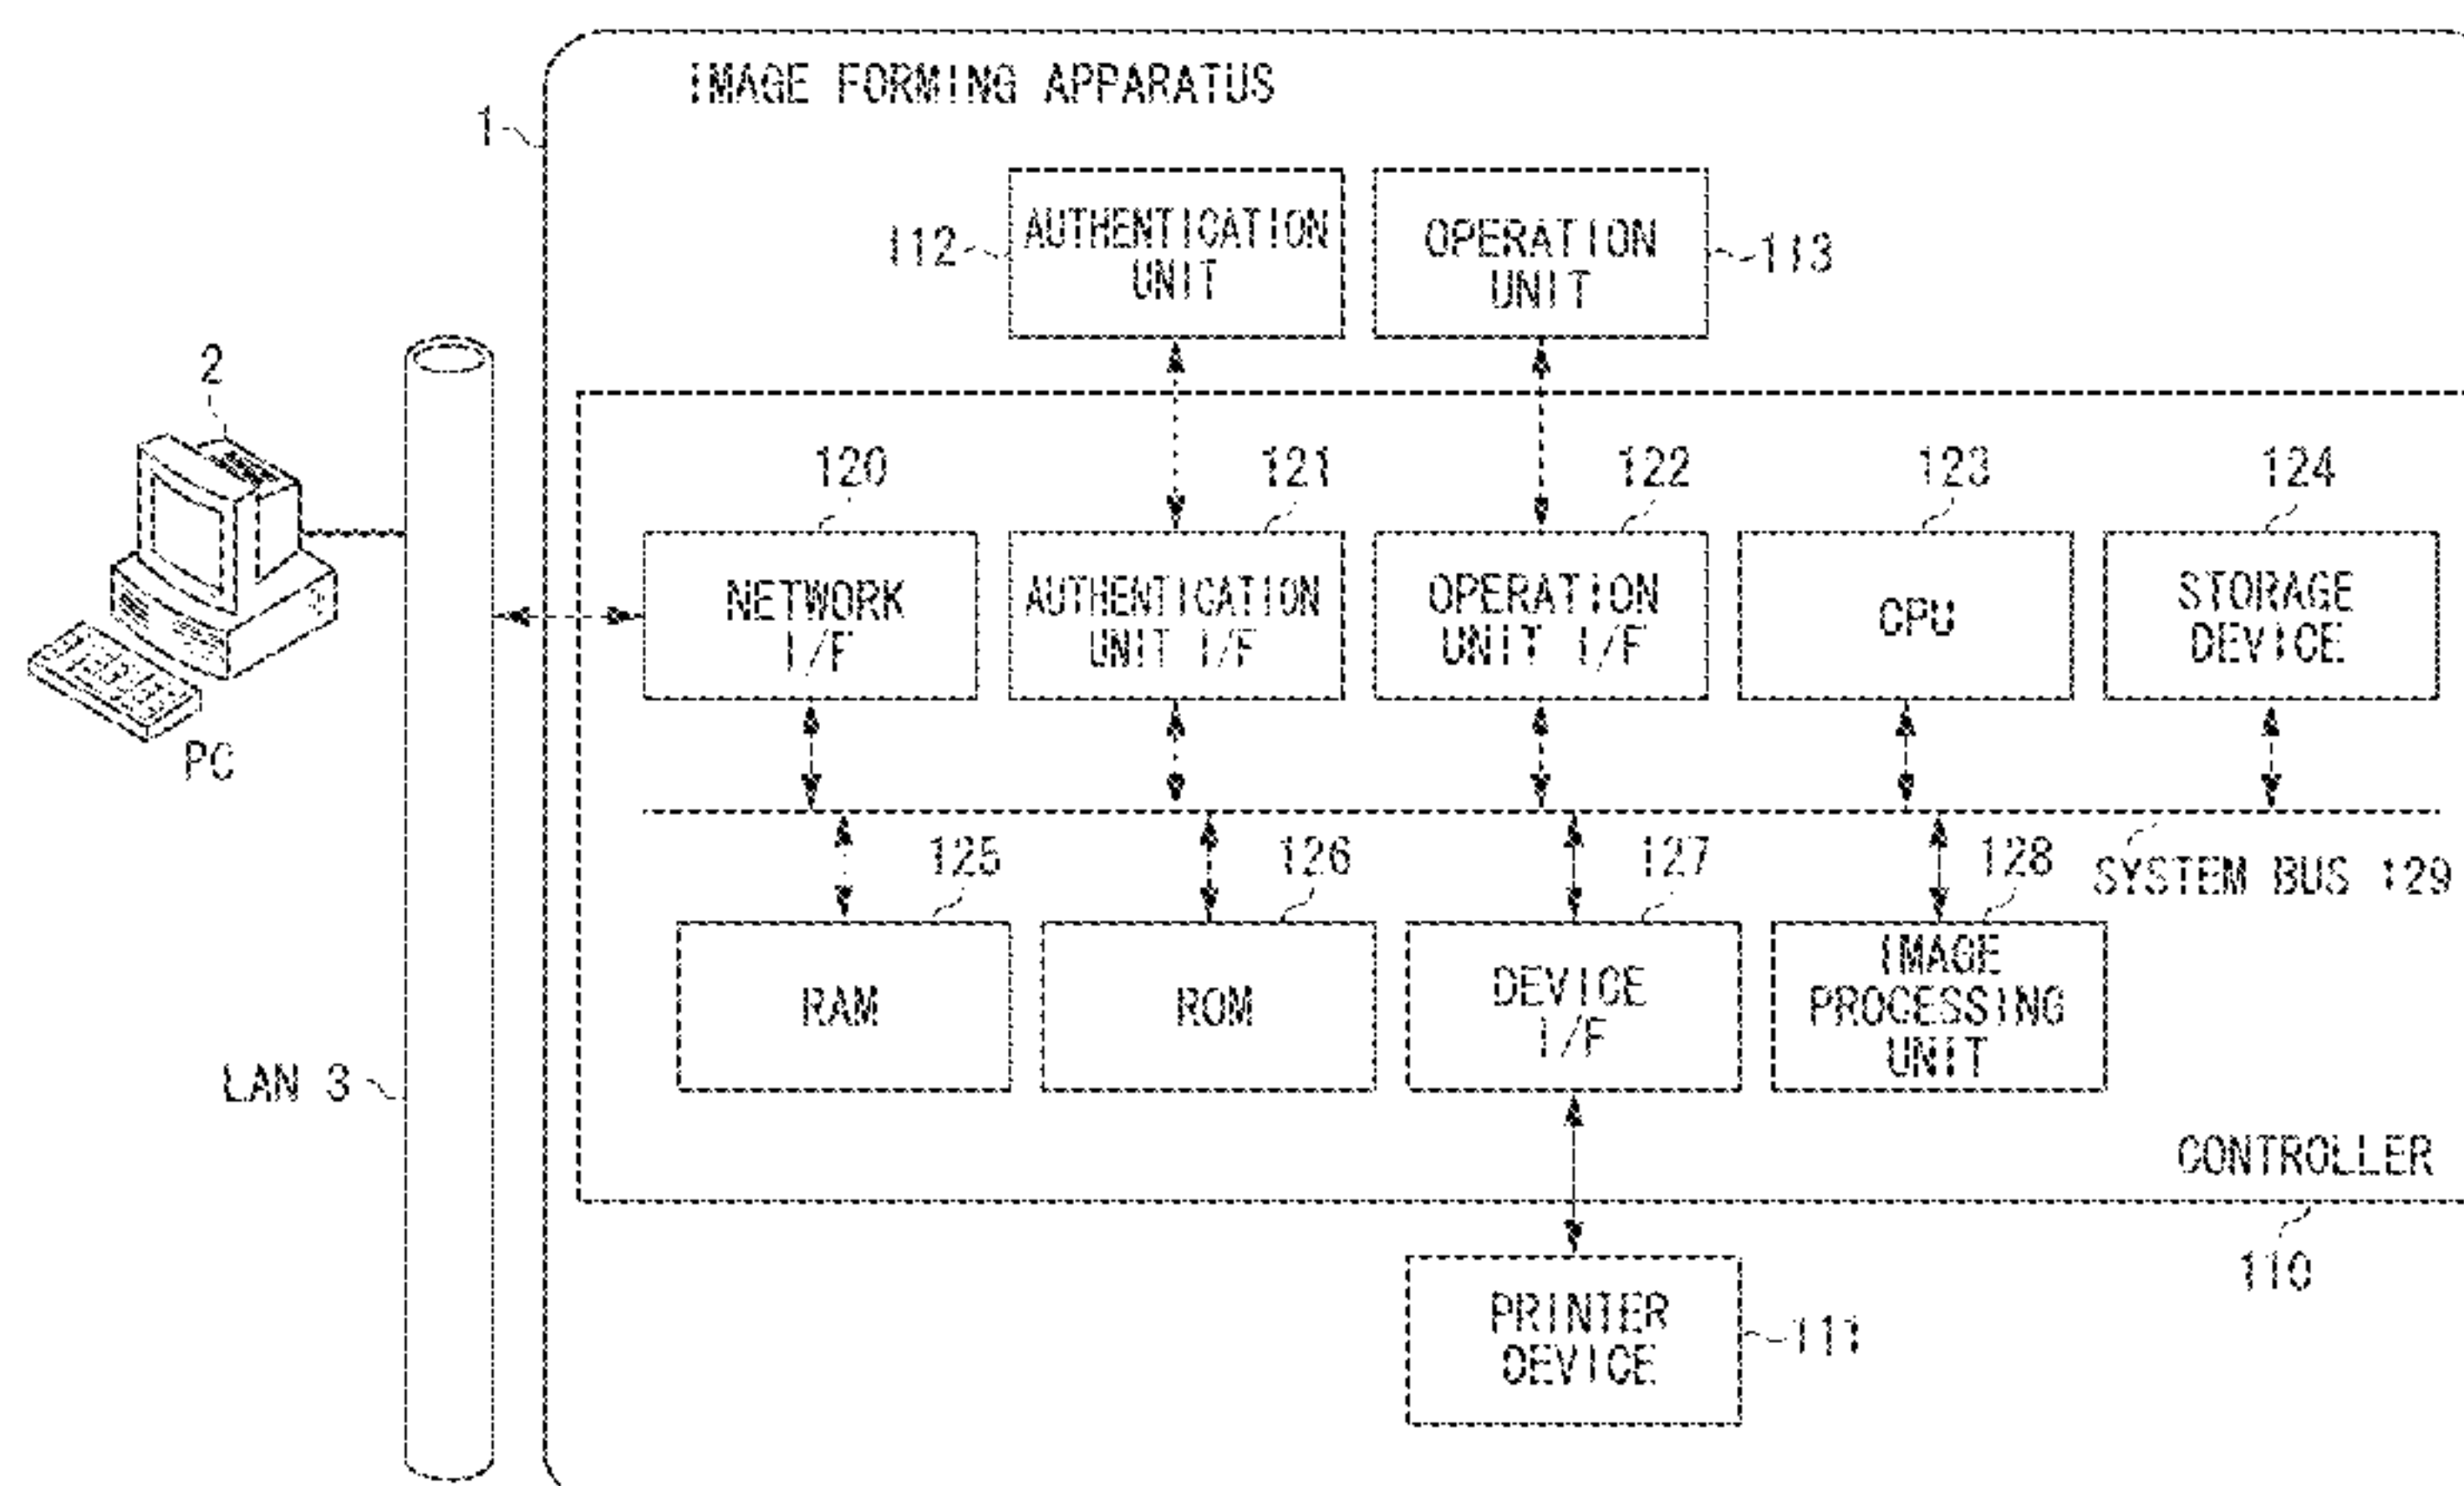 IMAGE FORMING APPARATUS
1
112
AUTHENTICATION
UNIT
OPERATION
UNIT
113
2
120
121
122
123
124
NETWORK
I/F
AUTHENTICATION
UNIT I/F
OPERATION
UNIT I/F
CPU
STORAGE
DEVICE
PC
125
126
127
128
SYSTEM BUS 129
RAM
ROM
DEVICE
I/F
IMAGE
PROCESSING
UNIT
LAN 3
CONTROLLER
110
PRINTER
DEVICE
111